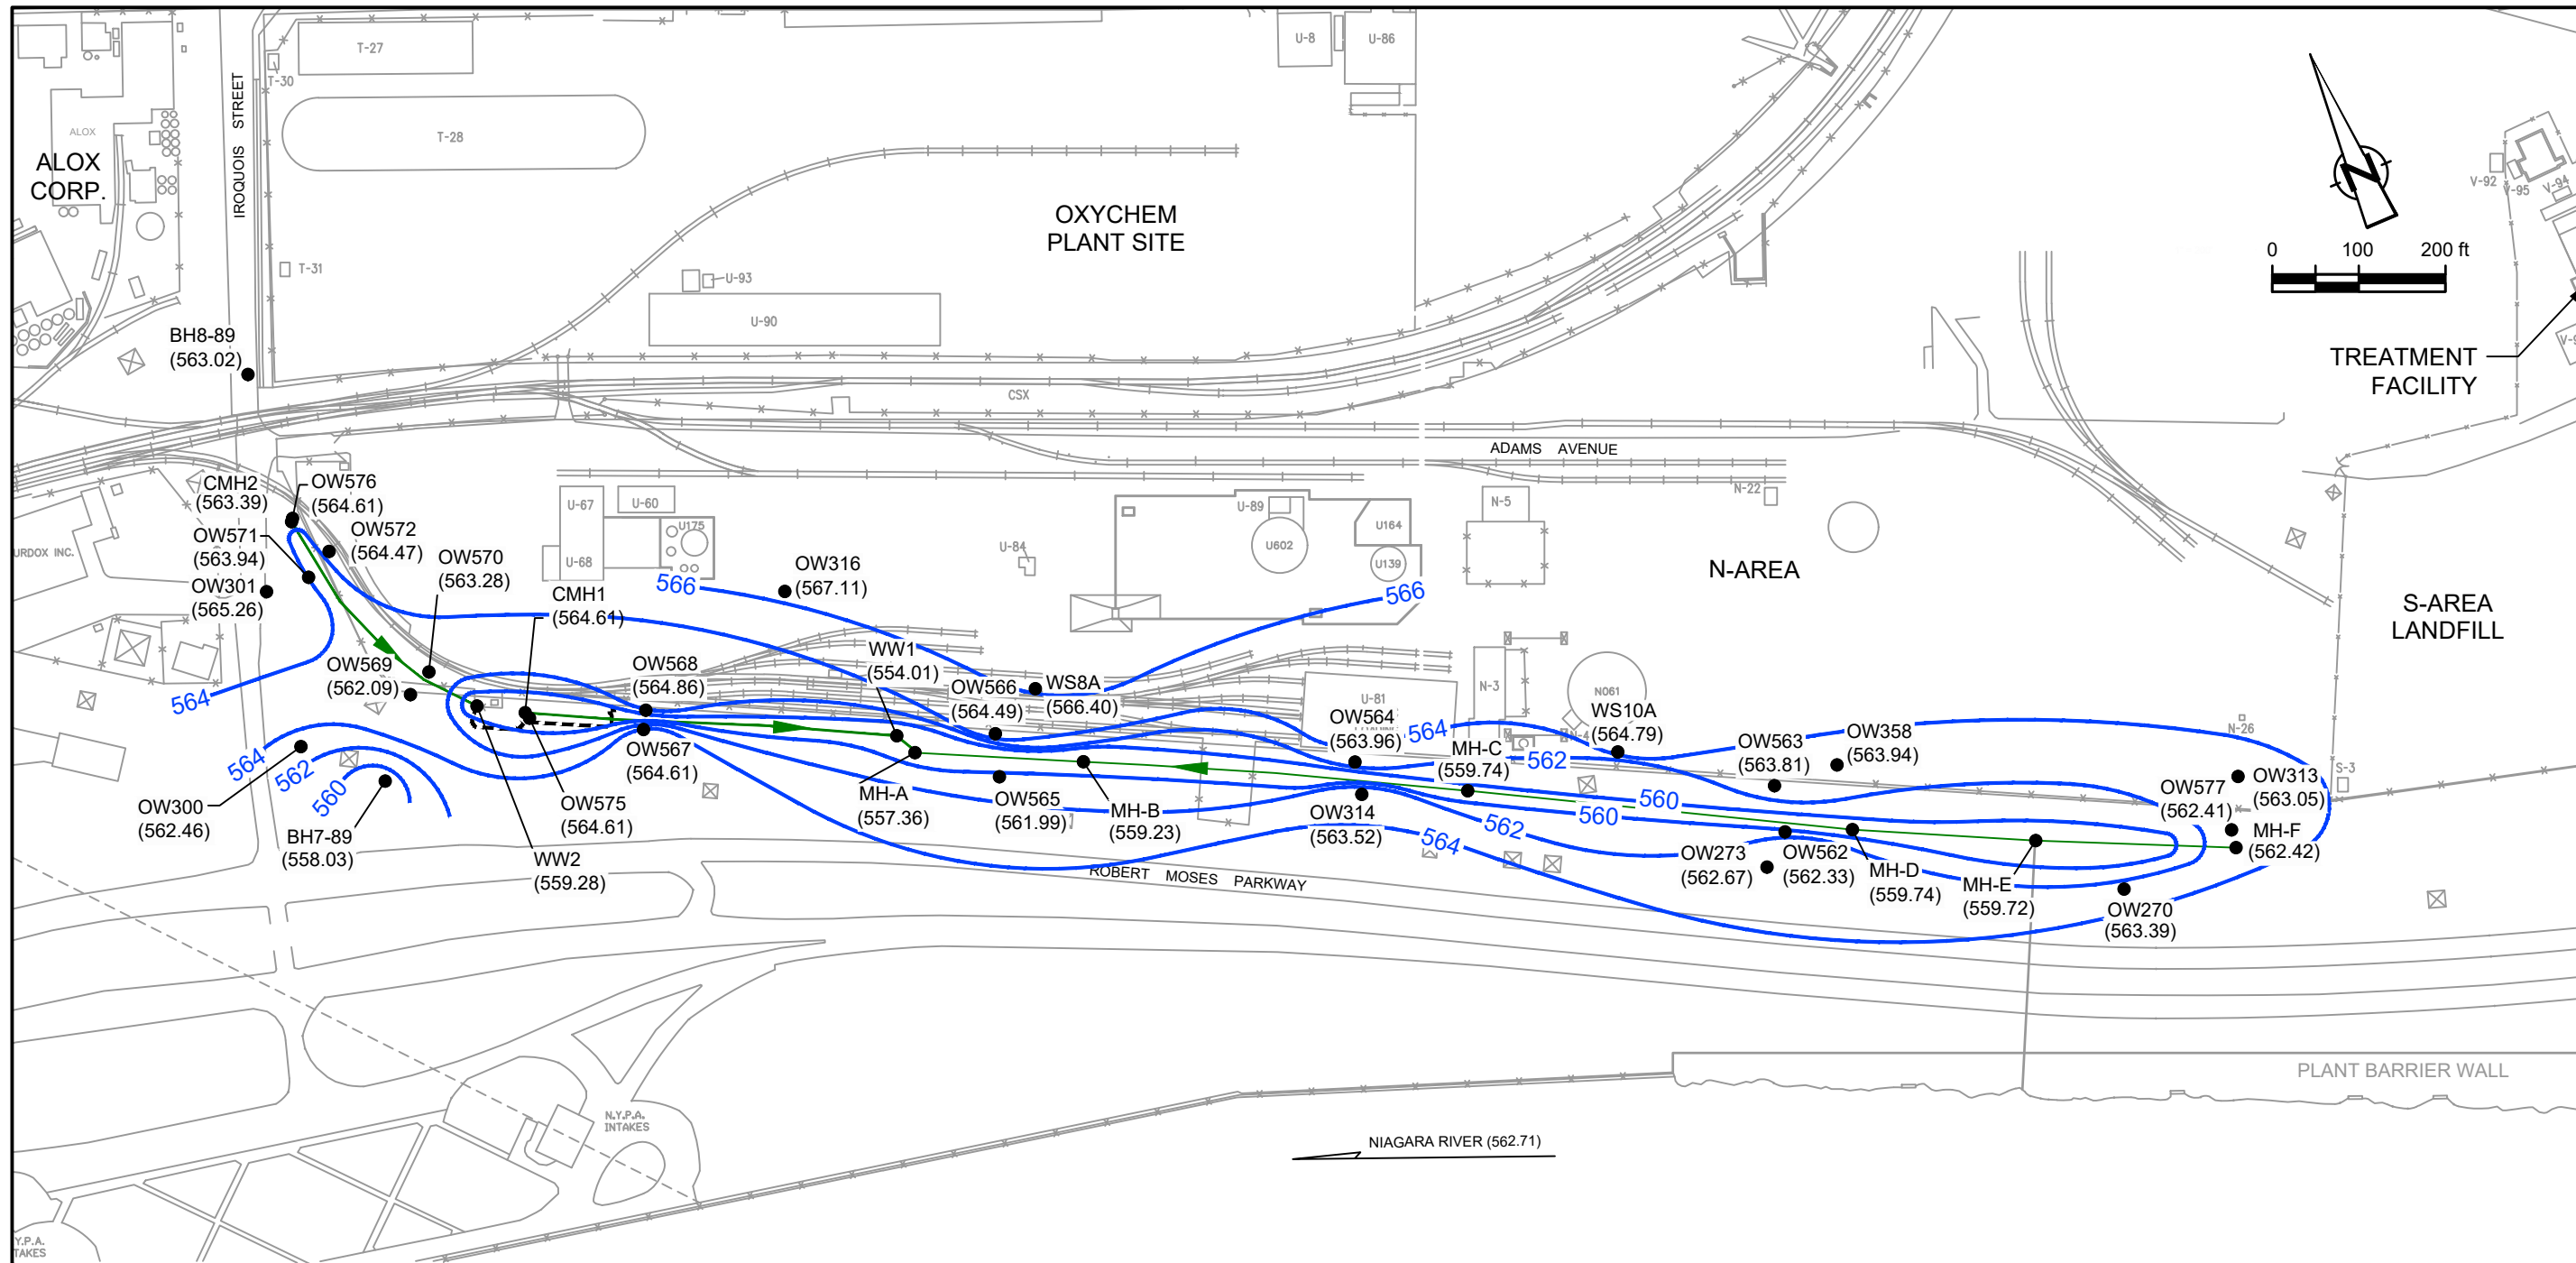 T-27
T-30
IROQUOIS STREET
ALOX
ALOX
CORP.
T-28
T-31
U-8
U-86
OXYCHEM
PLANT SITE
U-93
U-90
N
0 100 200 ft
V-92
V-95
V-94
TREATMENT
FACILITY
BH8-89
(563.02)
CSX
ADAMS AVENUE
CMH2
(563.39)
OW576
(564.61)
OW572
(564.47)
OW571
(563.94)
OW301
(565.26)
OW570
(563.28)
URDOX INC.
U-67
U-60
U-68
U175
CMH1
(564.61)
566
OW316
(567.11)
U-84
U-89
U602
U164
U139
566
N-5
N-22
N-AREA
S-AREA
LANDFILL
OW569
(562.09)
564
OW568
(564.86)
WW1
(554.01)
OW566
(564.49)
WS8A
(566.40)
U-81
N-3
N061
N-4
OW564
(563.96)
564
MH-C
(559.74)
562
WS10A
(564.79)
OW563
(563.81)
OW358
(563.94)
N-26
S-3
OW577
(562.41)
OW313
(563.05)
MH-F
(562.42)
564
562
560
OW300
(562.46)
BH7-89
(558.03)
OW575
(564.61)
WW2
(559.28)
OW567
(564.61)
MH-A
(557.36)
OW565
(561.99)
MH-B
(559.23)
OW314
(563.52)
564
562
560
560
OW273
(562.67)
OW562
(562.33)
MH-D
(559.74)
MH-E
(559.72)
OW270
(563.39)
ROBERT MOSES PARKWAY
PLANT BARRIER WALL
N.Y.P.A.
INTAKES
NIAGARA RIVER (562.71)
Y.P.A.
TAKES